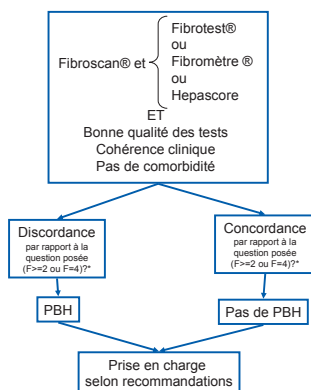 Fibroscan® et
Fibrotest®
ou
Fibromètre ®
ou
Hepascore
ET
Bonne qualité des tests
Cohérence clinique
Pas de comorbidité
Discordance
par rapport à la
question posée
(F>=2 ou F=4)?*
Concordance
par rapport à la
question posée
(F>=2 ou F=4)?*
PBH
Pas de PBH
Prise en charge
selon recommandations